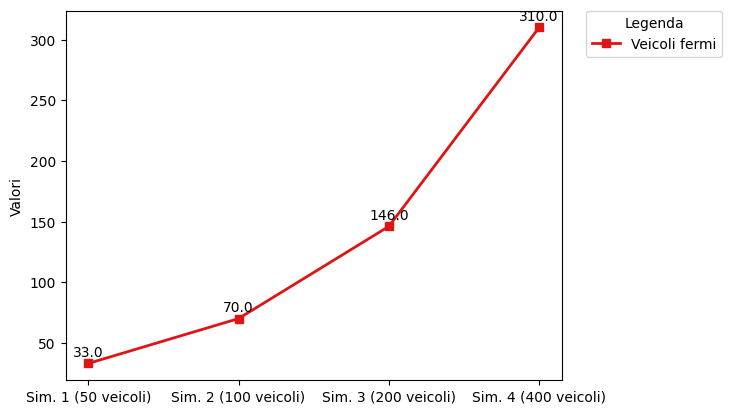 310.0
Legenda
Veicoli fermi
300
250
200
Valori
150
146.0
100
70.0
50
33.0
Sim. 1 (50 veicoli) Sim. 2 (100 veicoli) Sim. 3 (200 veicoli) Sim. 4 (400 veicoli)